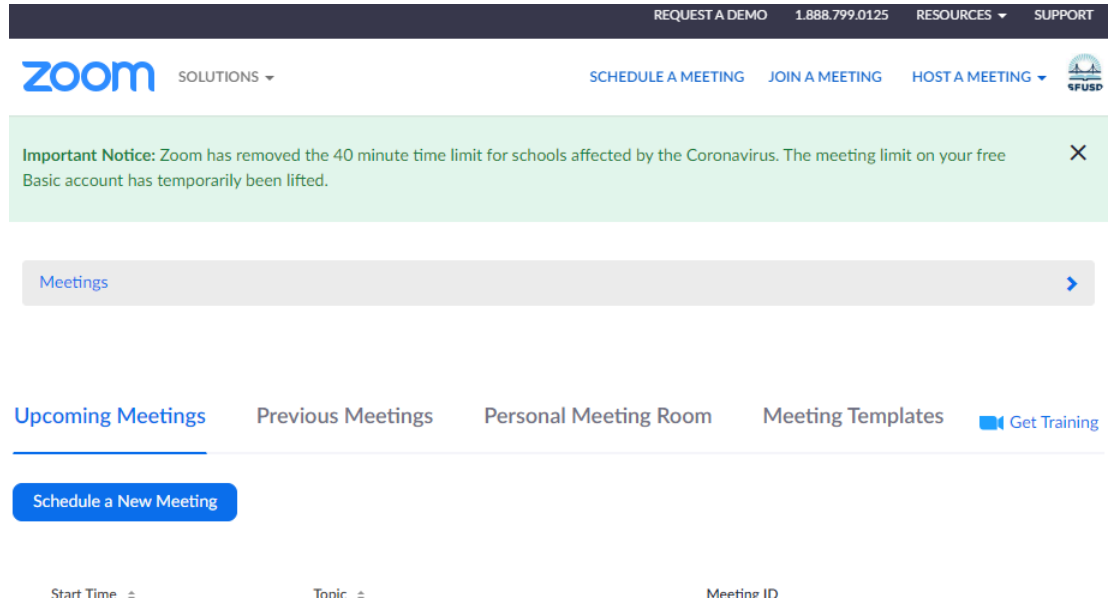 REQUEST A DEMO 1.888.799.0125 RESOURCES SUPPORT
zoom SOLUTIONS SCHEDULE A MEETING JOIN A MEETING HOST A MEETING SFUSD
Important Notice: Zoom has removed the 40 minute time limit for schools affected by the Coronavirus. The meeting limit on your free
Basic account has temporarily been lifted.
Meetings
Upcoming Meetings Previous Meetings Personal Meeting Room Meeting Templates Get Training
Schedule a New Meeting
Start Time Topic Meeting ID